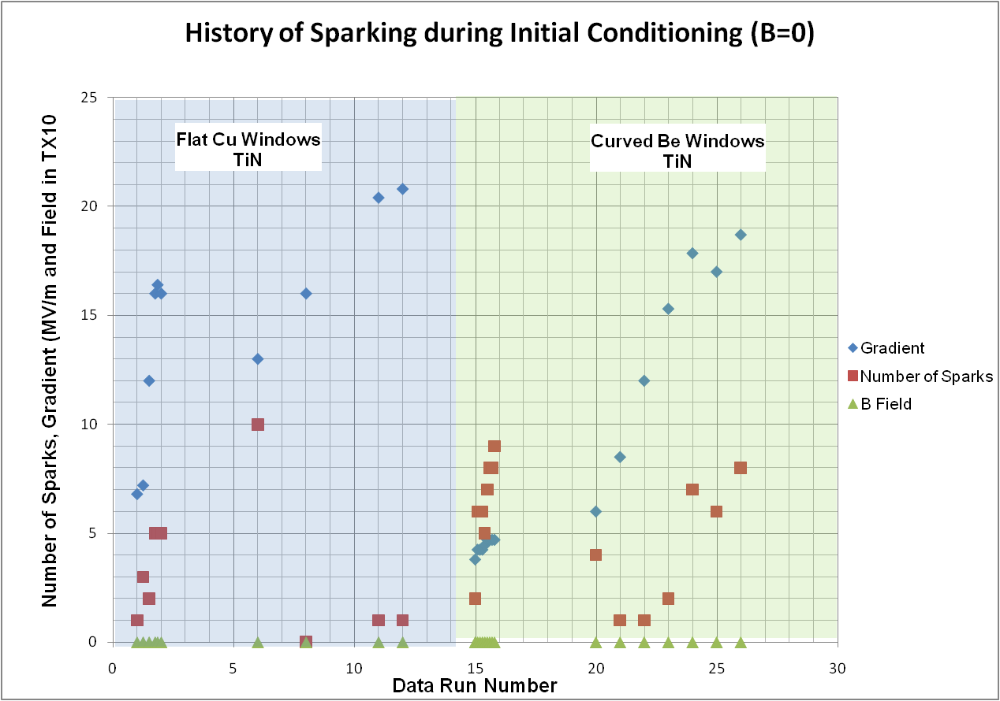 History of Sparking during Initial Conditioning (B=0)
Number of Sparks, Gradient (MV/m and Field in TX10
25
20
15
10
5
0
Flat Cu Windows
TiN
Curved Be Windows
TiN
Gradient
Number of Sparks
B Field
0 5 10 15 20 25 30
Data Run Number